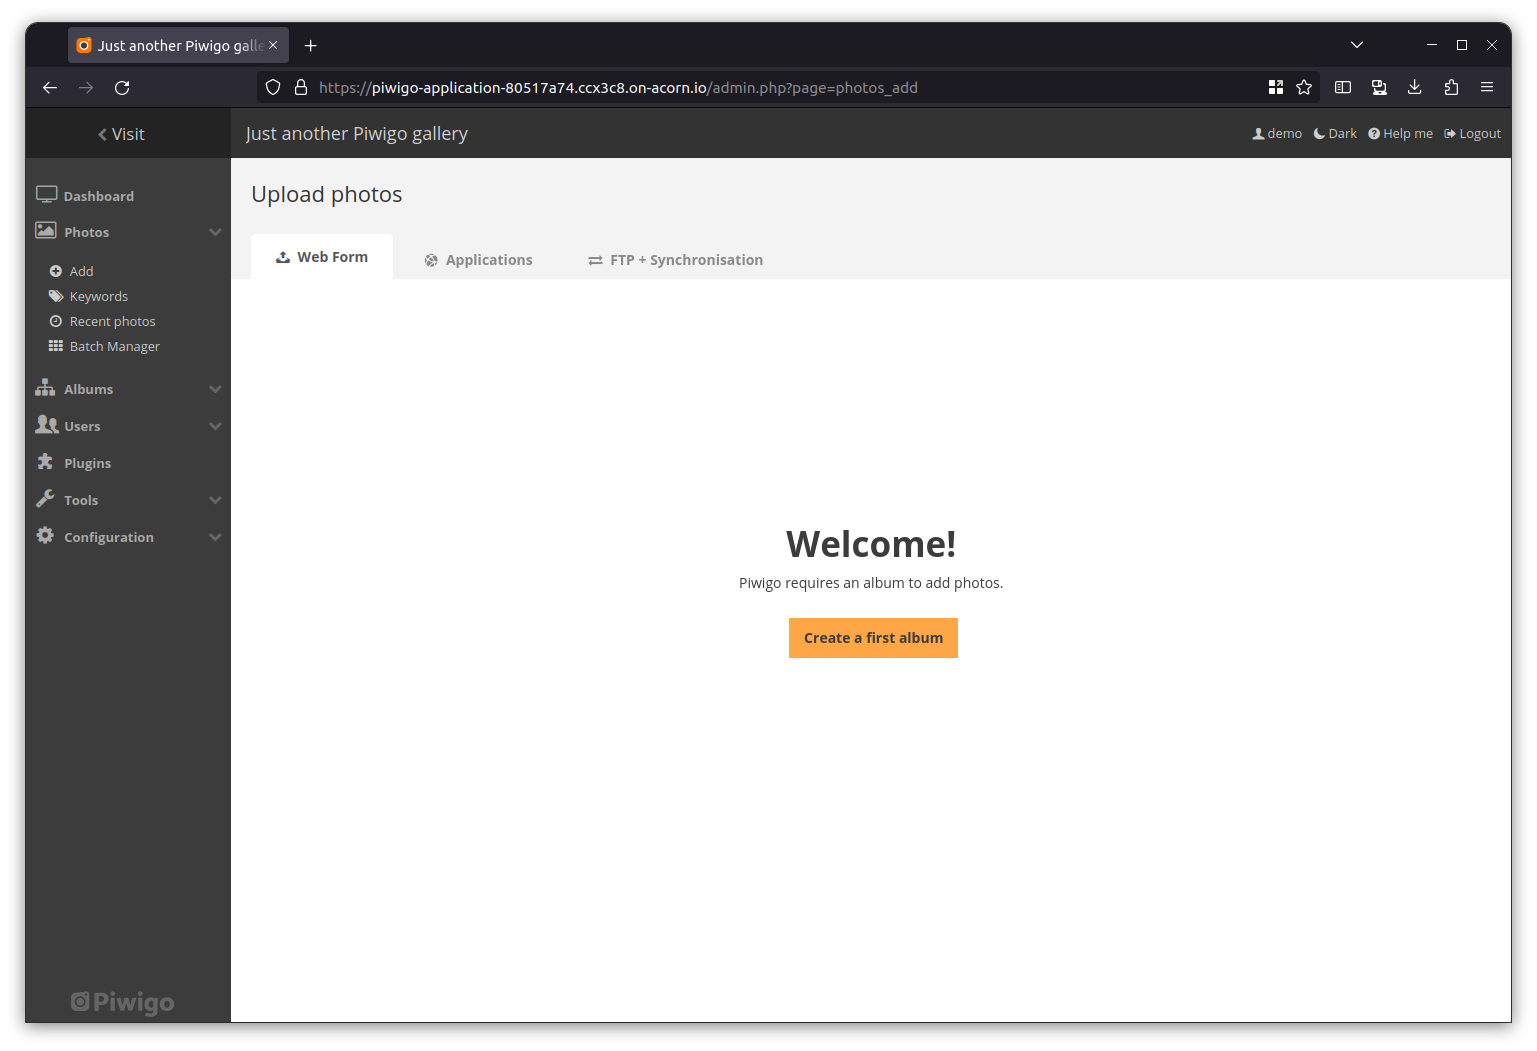 Just another Piwigo galle
https://piwigo-application-80517a74.ccx3c8.on-acorn.io/admin.php?page=photos_add
Visit
Just another Piwigo gallery
demo
Dark
Help me
Logout
Dashboard
Photos
Add
Keywords
Recent photos
Batch Manager
Albums
Users
Plugins
Tools
Configuration
Piwigo
Upload photos
Web Form
Applications
FTP + Synchronisation
Welcome!
Piwigo requires an album to add photos.
Create a first album